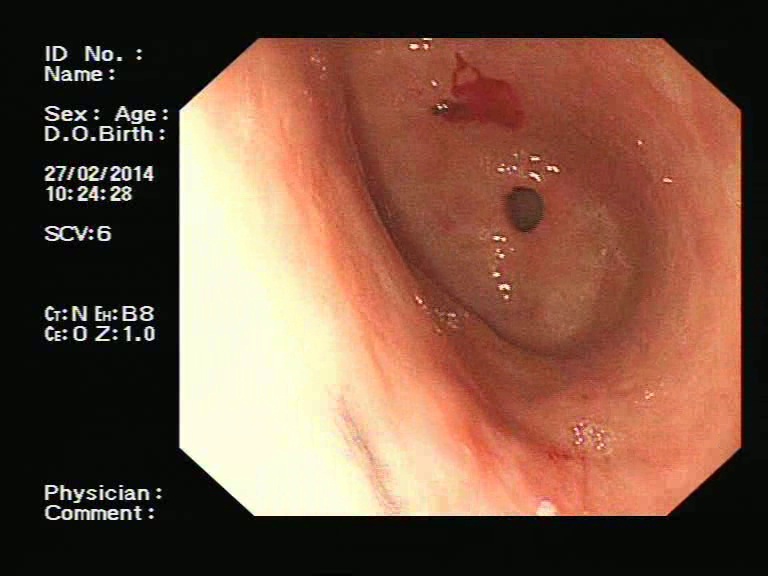 ID No. :
Name :
Sex : Age :
D.O.Birth :
27/02/2014
10:24:28
SCV:6
CT:N EH:B8
CE:0 Z:1.0
Physician :
Comment :